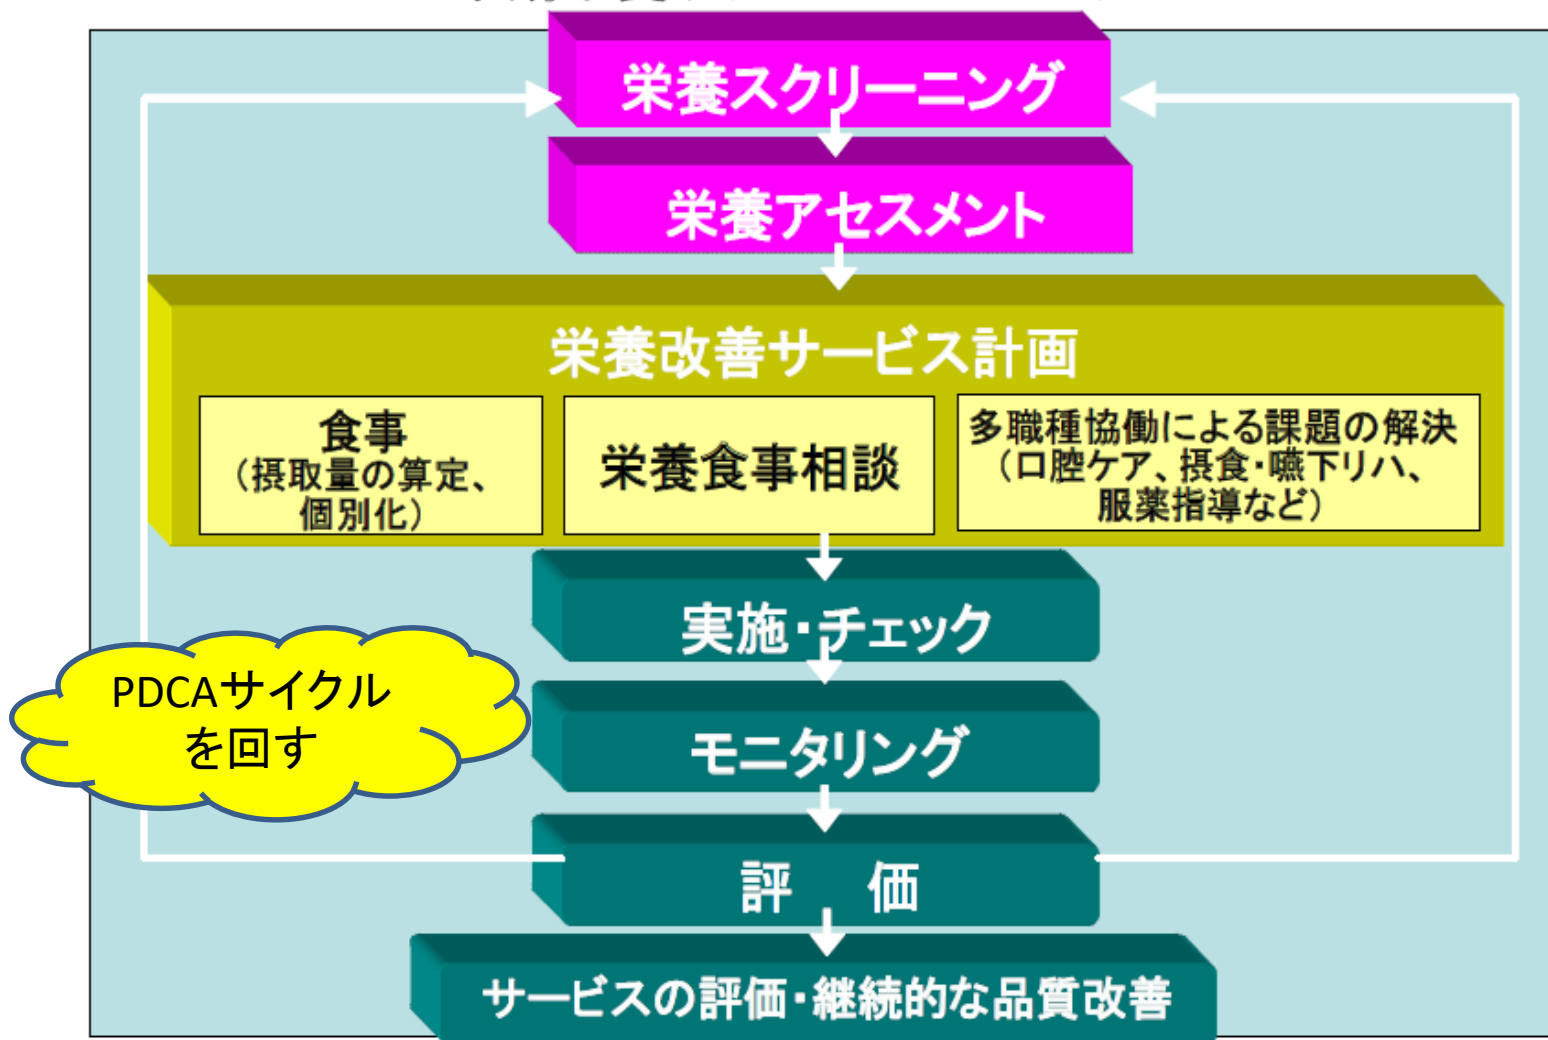 栄養スクリーニング
栄養アセスメント
栄養改善サービス計画
食事
（摂取量の算定、
個別化）
栄養食事相談
多職種協働による課題の解決
（口腔ケア、摂食・嚥下リハ、
服薬指導など）
実施・チェック
PDCAサイクル
を回す
モニタリング
評　価
サービスの評価・継続的な品質改善